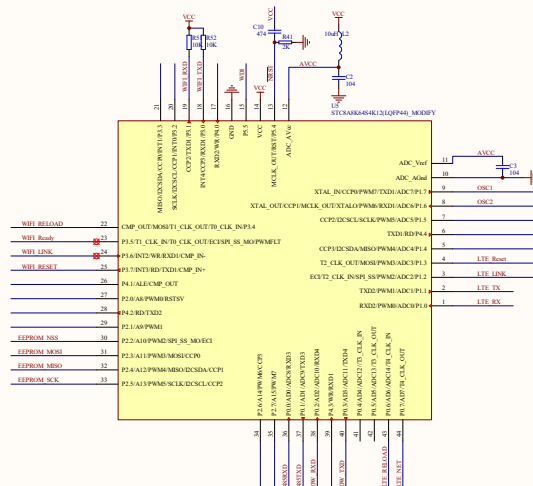 VCC
VCC
VCC
C10
474
R41
2K
10uH L2
R51
10K
R52
10K
WIFI_RXD
WIFI_TXD
WDI
NRST
VCC
AVCC
C2
104
U5
STC8A8K64S4K12(LQFP44)_MODIFY
21
20
19
18
17
16
15
14
13
12
MISO/I2CSDA/CCP0/INT1/P3.3
SCLK/I2CSCL/CCP1/INT0/P3.2
CCP2/TXD1/P3.1
INT4/CCP3/RXD1/P3.0
RXD2/WR/P4.0
GND
P5.5
VCC
MCLK_OUT/RST/P5.4
ADC_AVcc
ADC_Vref 11 AVCC
C3
104
ADC_AGnd 10
XTAL_IN/CCP0/PWM7/TXD1/ADC7/P1.7 9 OSC1
XTAL_OUT/CCP1/MCLK_OUT/XTALO/PWM6/RXD1/ADC6/P1.6 8 OSC2
CCP2/I2CSCL/SCLK/PWM5/ADC5/P1.5 7
TXD1/RD/P4.4 6
CCP3/I2CSDA/MISO/PWM4/ADC4/P1.4 5
T2_CLK_OUT/MOSI/PWM3/ADC3/P1.3 4 LTE_Reset
ECI/T2_CLK_IN/SPI_SS/PWM2/ADC2/P1.2 3 LTE_LINK
TXD2/PWM1/ADC1/P1.1 2 LTE_TX
RXD2/PWM0/ADC0/P1.0 1 LTE_RX
WIFI_RELOAD 22 CMP_OUT/MOSI/T1_CLK_OUT/T0_CLK_IN/P3.4
WIFI_Ready 23 P3.5/T1_CLK_IN/T0_CLK_OUT/ECI/SPI_SS_MO/PWMFLT
WIFI_LINK 24 P3.6/INT2/WR/RXD1/CMP_IN-
WIFI_RESET 25 P3.7/INT3/RD/TXD1/CMP_IN+
26 P4.1/ALE/CMP_OUT
27 P2.0/A8/PWM0/RSTSV
28 P4.2/RD/TXD2
29 P2.1/A9/PWM1
EEPROM_NSS 30 P2.2/A10/PWM2/SPI_SS_MO/ECI
EEPROM_MOSI 31 P2.3/A11/PWM3/MOSI/CCP0
EEPROM_MISO 32 P2.4/A12/PWM4/MISO/I2CSDA/CCP1
EEPROM_SCK 33 P2.5/A13/PWM5/SCLK/I2CSCL/CCP2
P2.6/A14/PWM6/CCP3
P2.7/A15/PWM7
P0.0/AD0/ADC8/RXD3
P0.1/AD1/ADC9/TXD3
P0.2/AD2/ADC10/RXD4
P4.3/WR/RXD1
P0.3/AD3/ADC11/TXD4
P0.4/AD4/ADC12/T3_CLK_IN
P0.5/AD5/ADC13/T3_CLK_OUT
P0.6/AD6/ADC14/T4_CLK_IN
P0.7/AD7/T4_CLK_OUT
34
35
36
37
38
39
40
41
42
43
44
485RXD
485TXD
RXD
TXD
LTE_RELOAD
LTE_NET